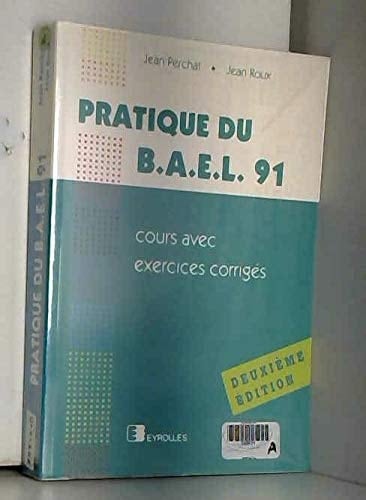 Jean Perchat • Jean Roux
PRATIQUE DU
B.A.E.L. 91
cours avec
exercices corrigés
DEUXIÈME
ÉDITION
EYROLLES
A
PRATIQUE DU B.A.E.L. 91